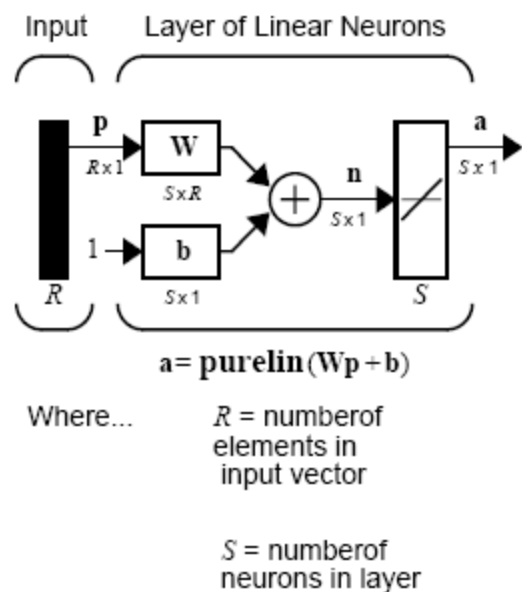 Input Layer of Linear Neurons
p W n a
R x 1 S x R S x 1 S x 1
+
1 b
R S x 1 S
a= purelin (Wp + b)
Where... R = numberof
elements in
input vector
S = numberof
neurons in layer